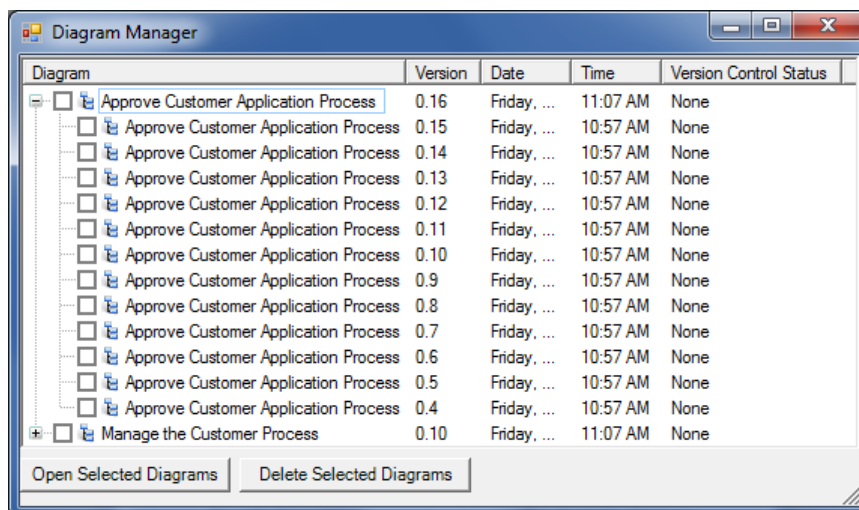 Diagram Manager
Diagram Version Date Time Version Control Status
Approve Customer Application Process 0.16 Friday, ... 11:07 AM None
Approve Customer Application Process 0.15 Friday, ... 10:57 AM None
Approve Customer Application Process 0.14 Friday, ... 10:57 AM None
Approve Customer Application Process 0.13 Friday, ... 10:57 AM None
Approve Customer Application Process 0.12 Friday, ... 10:57 AM None
Approve Customer Application Process 0.11 Friday, ... 10:57 AM None
Approve Customer Application Process 0.10 Friday, ... 10:57 AM None
Approve Customer Application Process 0.9 Friday, ... 10:57 AM None
Approve Customer Application Process 0.8 Friday, ... 10:57 AM None
Approve Customer Application Process 0.7 Friday, ... 10:57 AM None
Approve Customer Application Process 0.6 Friday, ... 10:57 AM None
Approve Customer Application Process 0.5 Friday, ... 10:57 AM None
Approve Customer Application Process 0.4 Friday, ... 10:57 AM None
Manage the Customer Process 0.10 Friday, ... 11:07 AM None
Open Selected Diagrams Delete Selected Diagrams